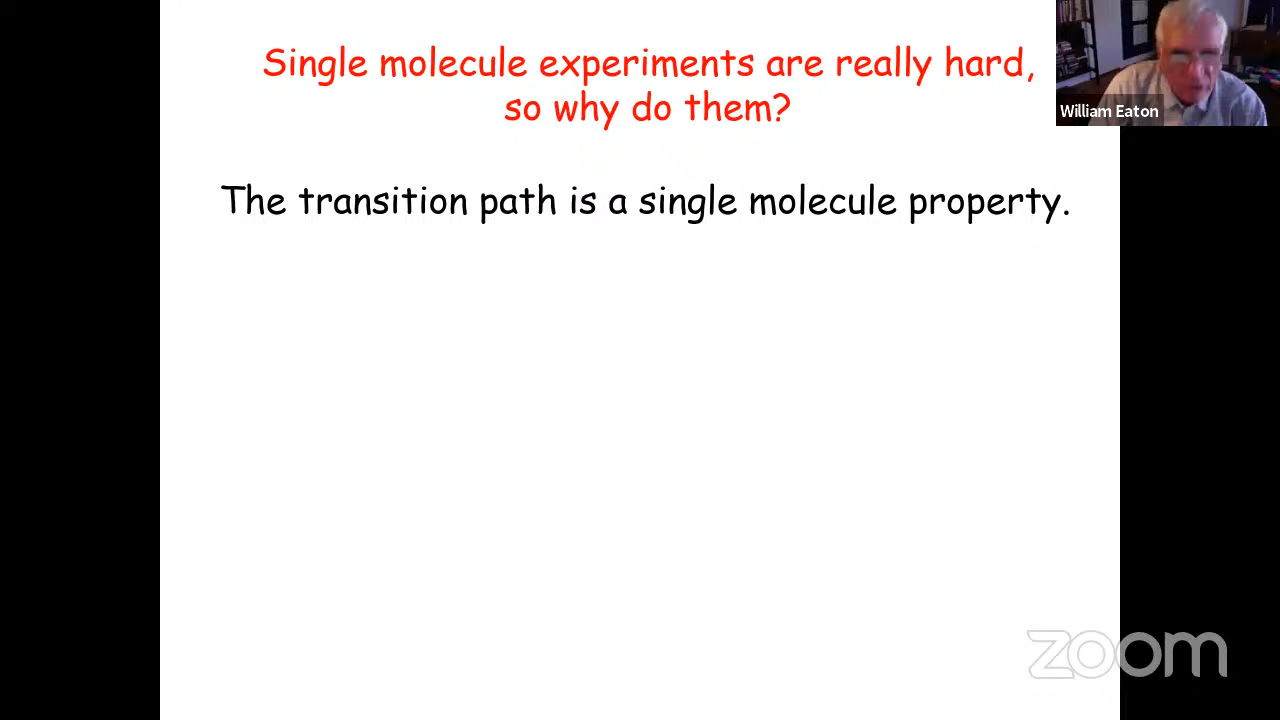 Single molecule experiments are really hard,
so why do them?
William Eaton
The transition path is a single molecule property.
zoom